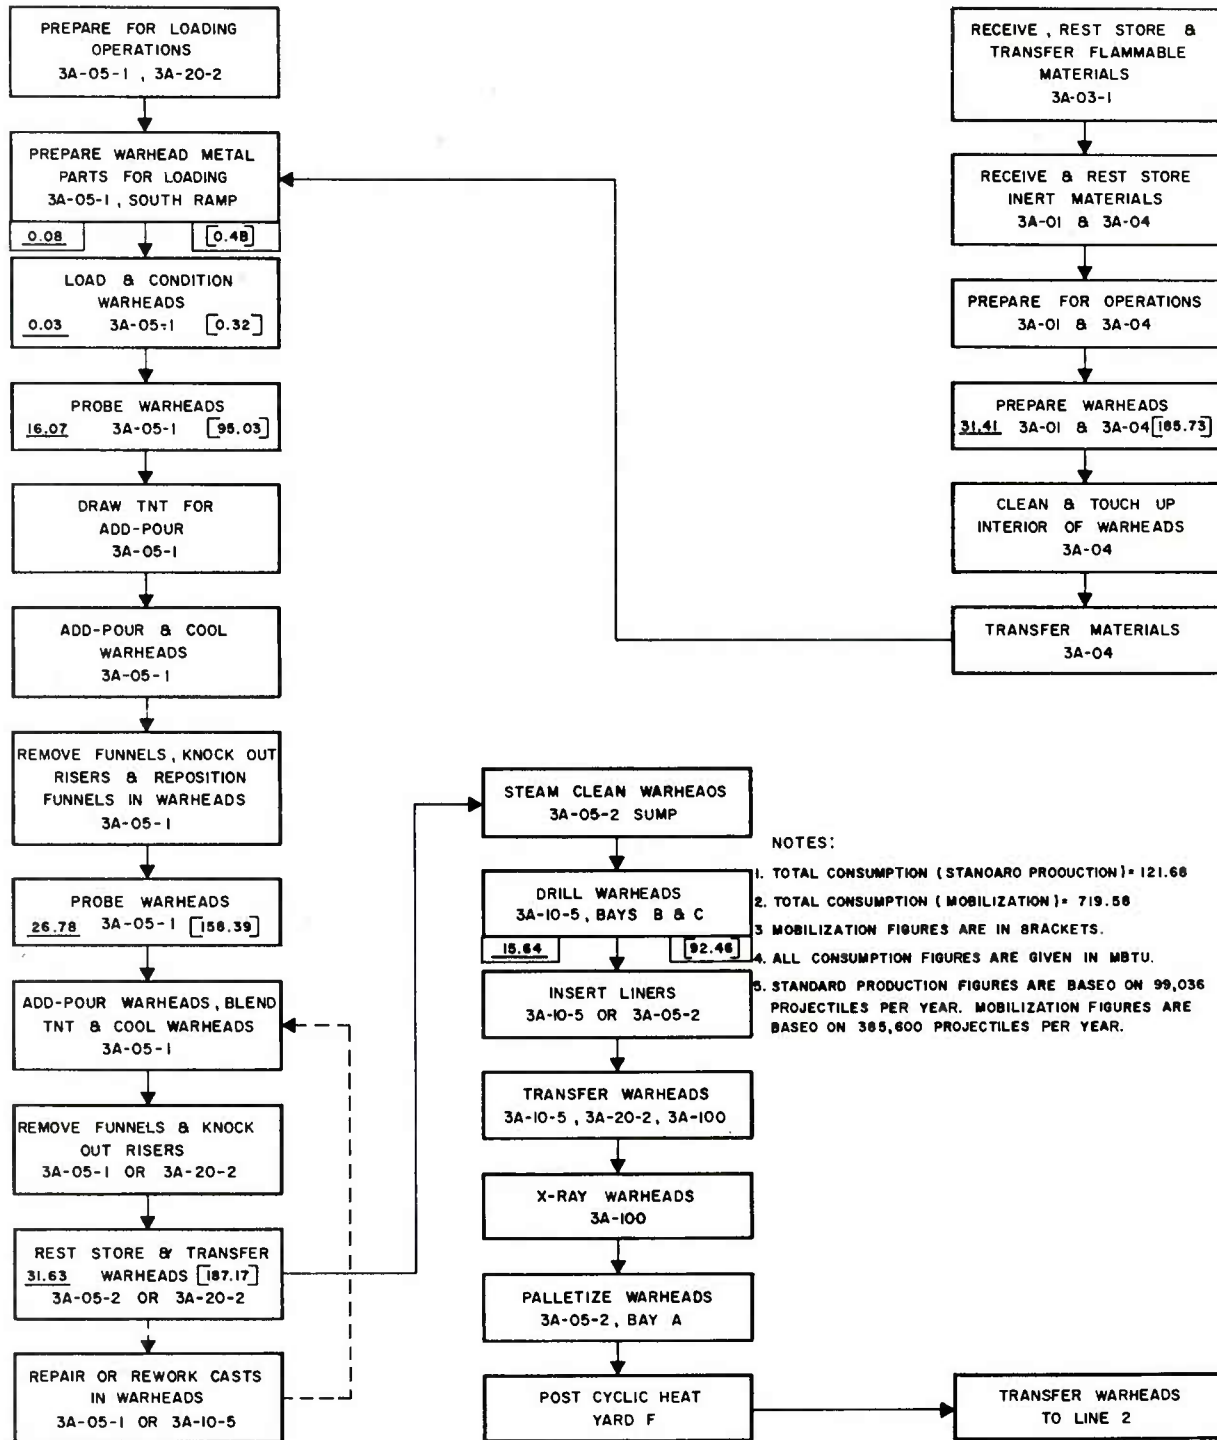 PREPARE FOR LOADING
OPERATIONS
3A-05-1 , 3A-20-2
PREPARE WARHEAD METAL
PARTS FOR LOADING
3A-05-1 , SOUTH RAMP
0.08 [0.48]
LOAD & CONDITION
WARHEADS
0.03 3A-05-1 [0.32]
PROBE WARHEADS
16.07 3A-05-1 [95.03]
DRAW TNT FOR
ADD-POUR
3A-05-1
ADD-POUR & COOL
WARHEADS
3A-05-1
REMOVE FUNNELS, KNOCK OUT
RISERS & REPOSITION
FUNNELS IN WARHEADS
3A-05-1
PROBE WARHEADS
26.78 3A-05-1 [158.39]
ADD-POUR WARHEADS, BLEND
TNT & COOL WARHEADS
3A-05-1
REMOVE FUNNELS & KNOCK
OUT RISERS
3A-05-1 OR 3A-20-2
REST STORE & TRANSFER
31.63 WARHEADS [187.17]
3A-05-2 OR 3A-20-2
REPAIR OR REWORK CASTS
IN WARHEADS
3A-05-1 OR 3A-10-5
STEAM CLEAN WARHEAOS
3A-05-2 SUMP
DRILL WARHEADS
3A-10-5, BAYS B & C
15.64 [92.46]
INSERT LINERS
3A-10-5 OR 3A-05-2
TRANSFER WARHEADS
3A-10-5 , 3A-20-2, 3A-100
X-RAY WARHEADS
3A-100
PALLETIZE WARHEADS
3A-05-2, BAY A
POST CYCLIC HEAT
YARD F
RECEIVE , REST STORE &
TRANSFER FLAMMABLE
MATERIALS
3A-03-1
RECEIVE & REST STORE
INERT MATERIALS
3A-01 & 3A-04
PREPARE FOR OPERATIONS
3A-01 & 3A-04
PREPARE WARHEADS
31.41 3A-01 & 3A-04 [185.73]
CLEAN & TOUCH UP
INTERIOR OF WARHEADS
3A-04
TRANSFER MATERIALS
3A-04
NOTES:
1. TOTAL CONSUMPTION (STANOARO PROOUCTION)= 121.66
2. TOTAL CONSUMPTION (MOBILIZATION)= 719.58
3 MOBILIZATION FIGURES ARE IN BRACKETS.
4. ALL CONSUMPTION FIGURES ARE GIVEN IN MBTU.
5. STANDARD PRODUCTION FIGURES ARE BASED ON 99,036
PROJECTILES PER YEAR. MOBILIZATION FIGURES ARE
BASED ON 385,600 PROJECTILES PER YEAR.
TRANSFER WARHEADS
TO LINE 2